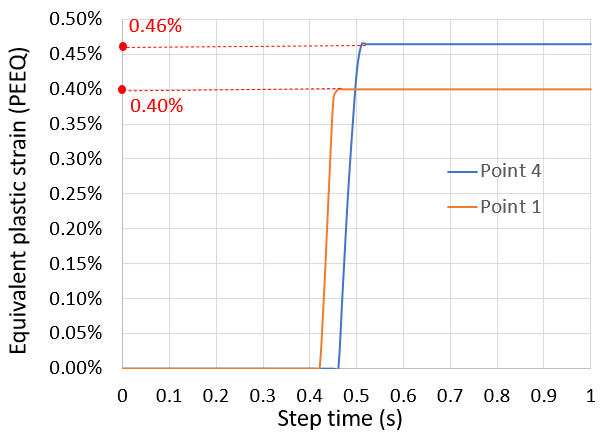 0.50%
0.46%
0.45%
0.40%
0.40%
0.35%
0.30%
0.25%
0.20%
0.15%
0.10%
0.05%
0.00%
Equivalent plastic strain (PEEQ)
Point 4
Point 1
0 0.1 0.2 0.3 0.4 0.5 0.6 0.7 0.8 0.9 1
Step time (s)